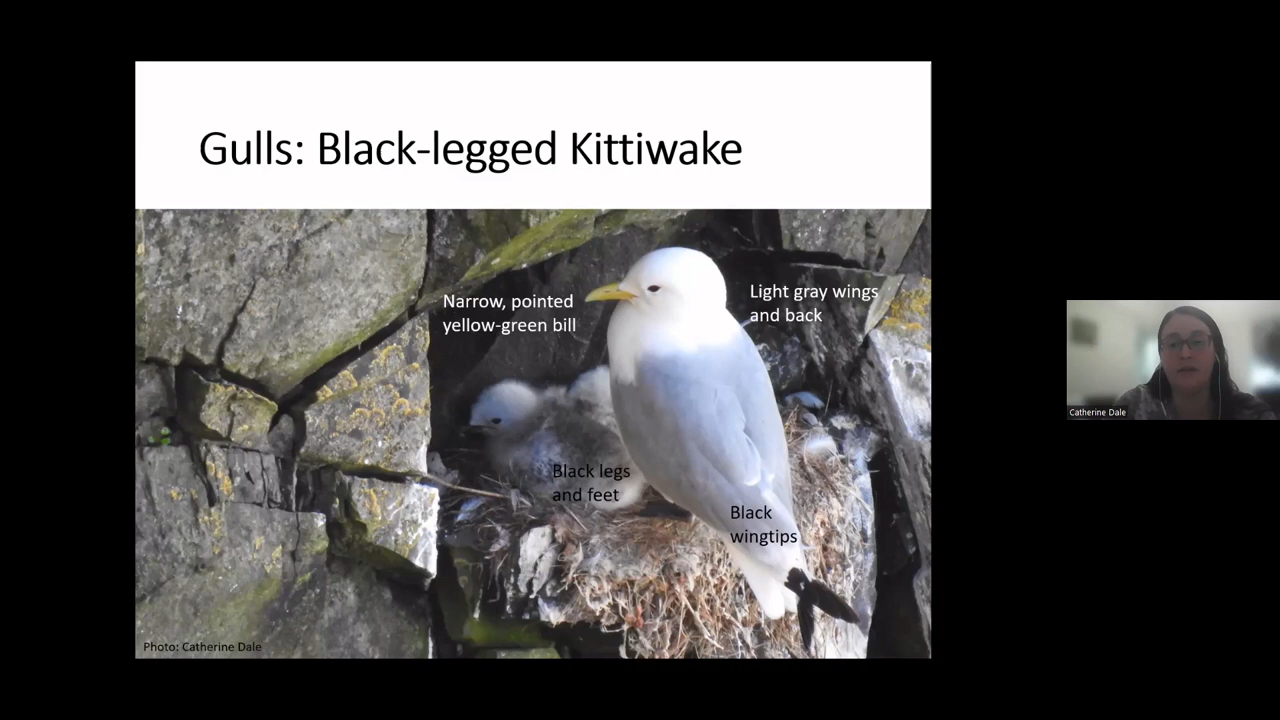 Gulls: Black-legged Kittiwake
Narrow, pointed
yellow-green bill
Light gray wings
and back
Black legs
and feet
Black
wingtips
Photo: Catherine Dale
Catherine Dale